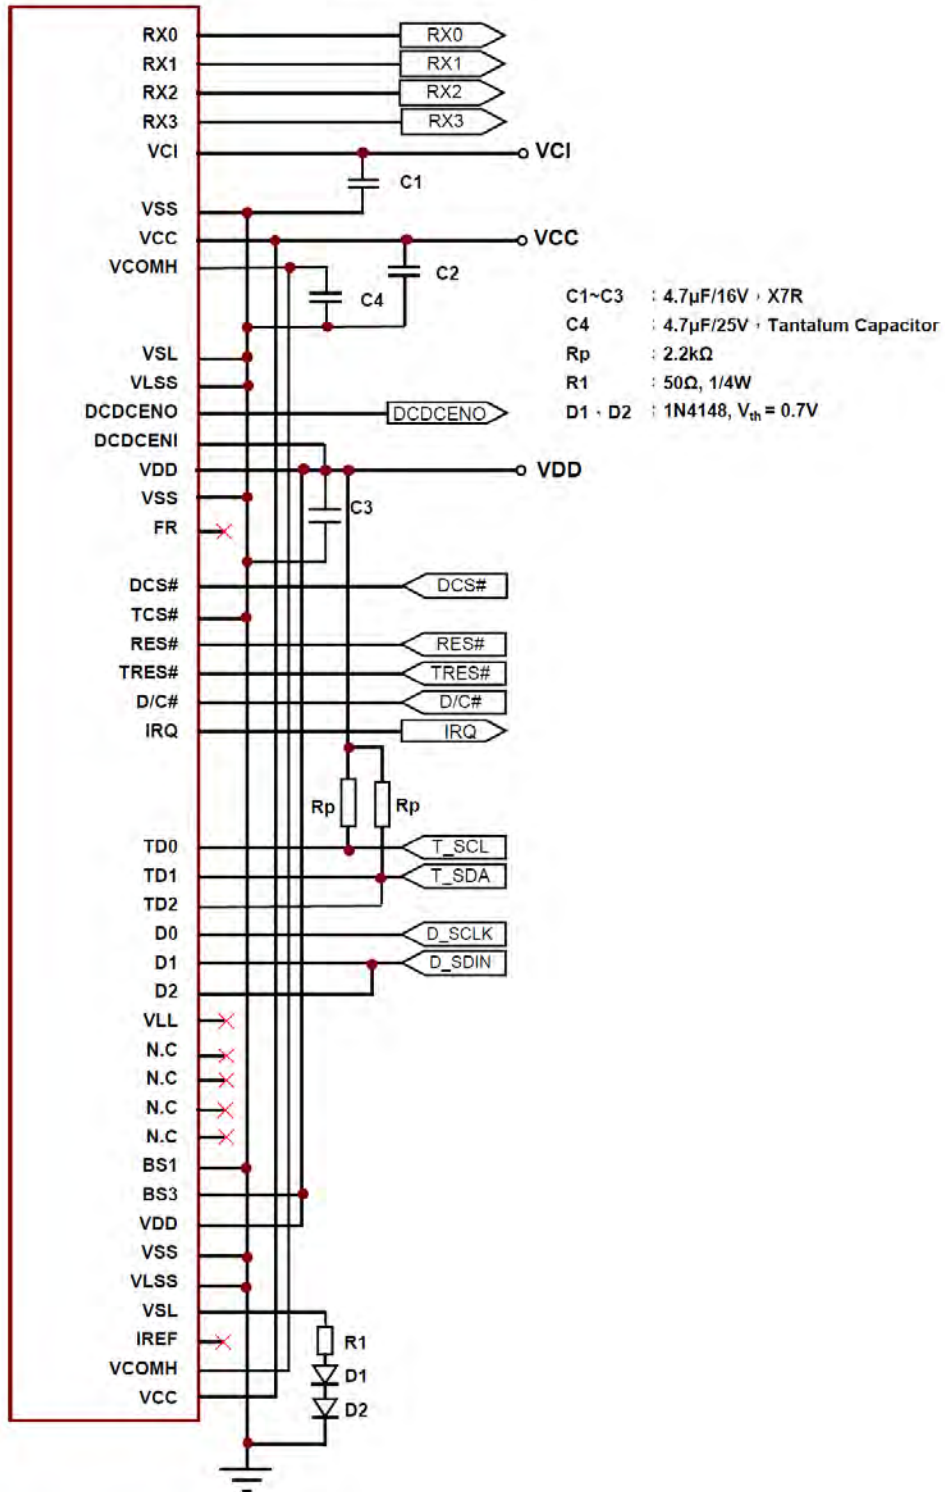 RX0 RX0
RX1 RX1
RX2 RX2
RX3 RX3
VCI VCI
C1
VSS
VCC VCC
VCOMH
C2
C4
C1~C3 : 4.7µF/16V，X7R
C4 : 4.7µF/25V，Tantalum Capacitor
VSL
Rp : 2.2kΩ
VLSS
R1 : 50Ω, 1/4W
DCDCENO DCDCENO
D1、D2 : 1N4148, Vth = 0.7V
DCDCENI
VDD VDD
VSS
C3
FR
DCS# DCS#
TCS#
RES# RES#
TRES# TRES#
D/C# D/C#
IRQ IRQ
Rp Rp
TD0 T_SCL
TD1 T_SDA
TD2
D0 D_SCLK
D1 D_SDIN
D2
VLL
N.C
N.C
N.C
N.C
BS1
BS3
VDD
VSS
VLSS
VSL
IREF R1
VCOMH D1
VCC D2